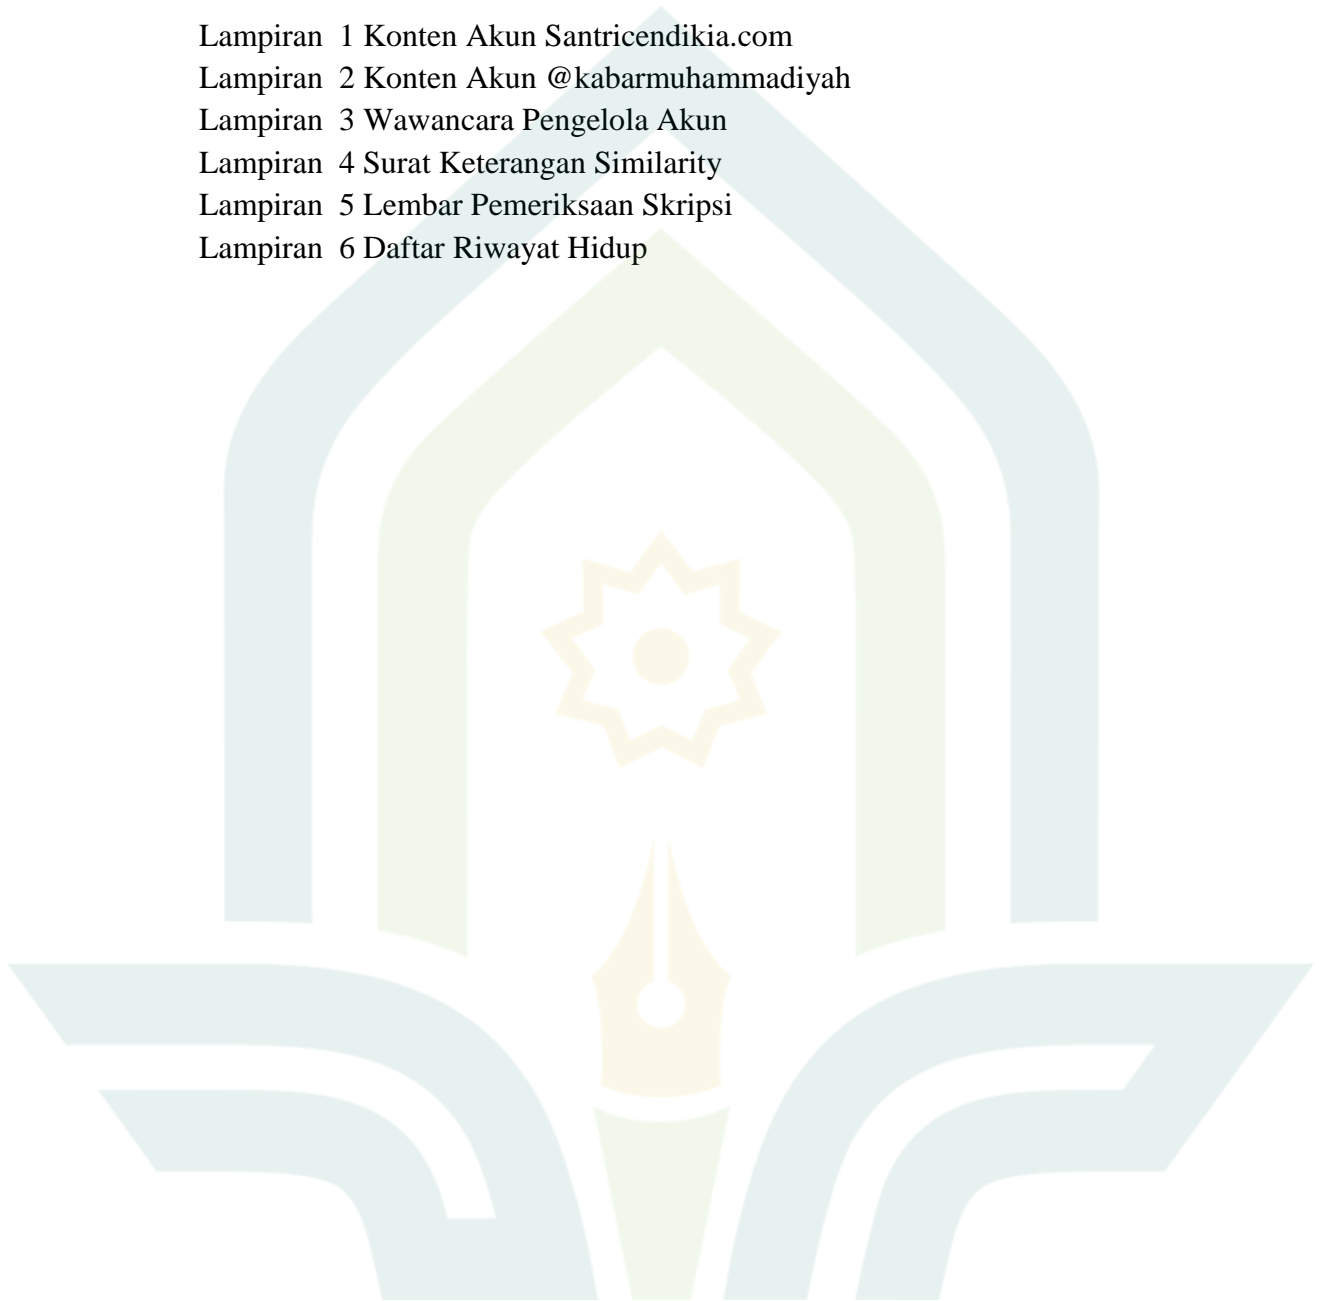 Lampiran  1 Konten Akun Santricendikia.com
Lampiran  2 Konten Akun @kabarmuhammadiyah
Lampiran  3 Wawancara Pengelola Akun
Lampiran  4 Surat Keterangan Similarity
Lampiran  5 Lembar Pemeriksaan Skripsi
Lampiran  6 Daftar Riwayat Hidup